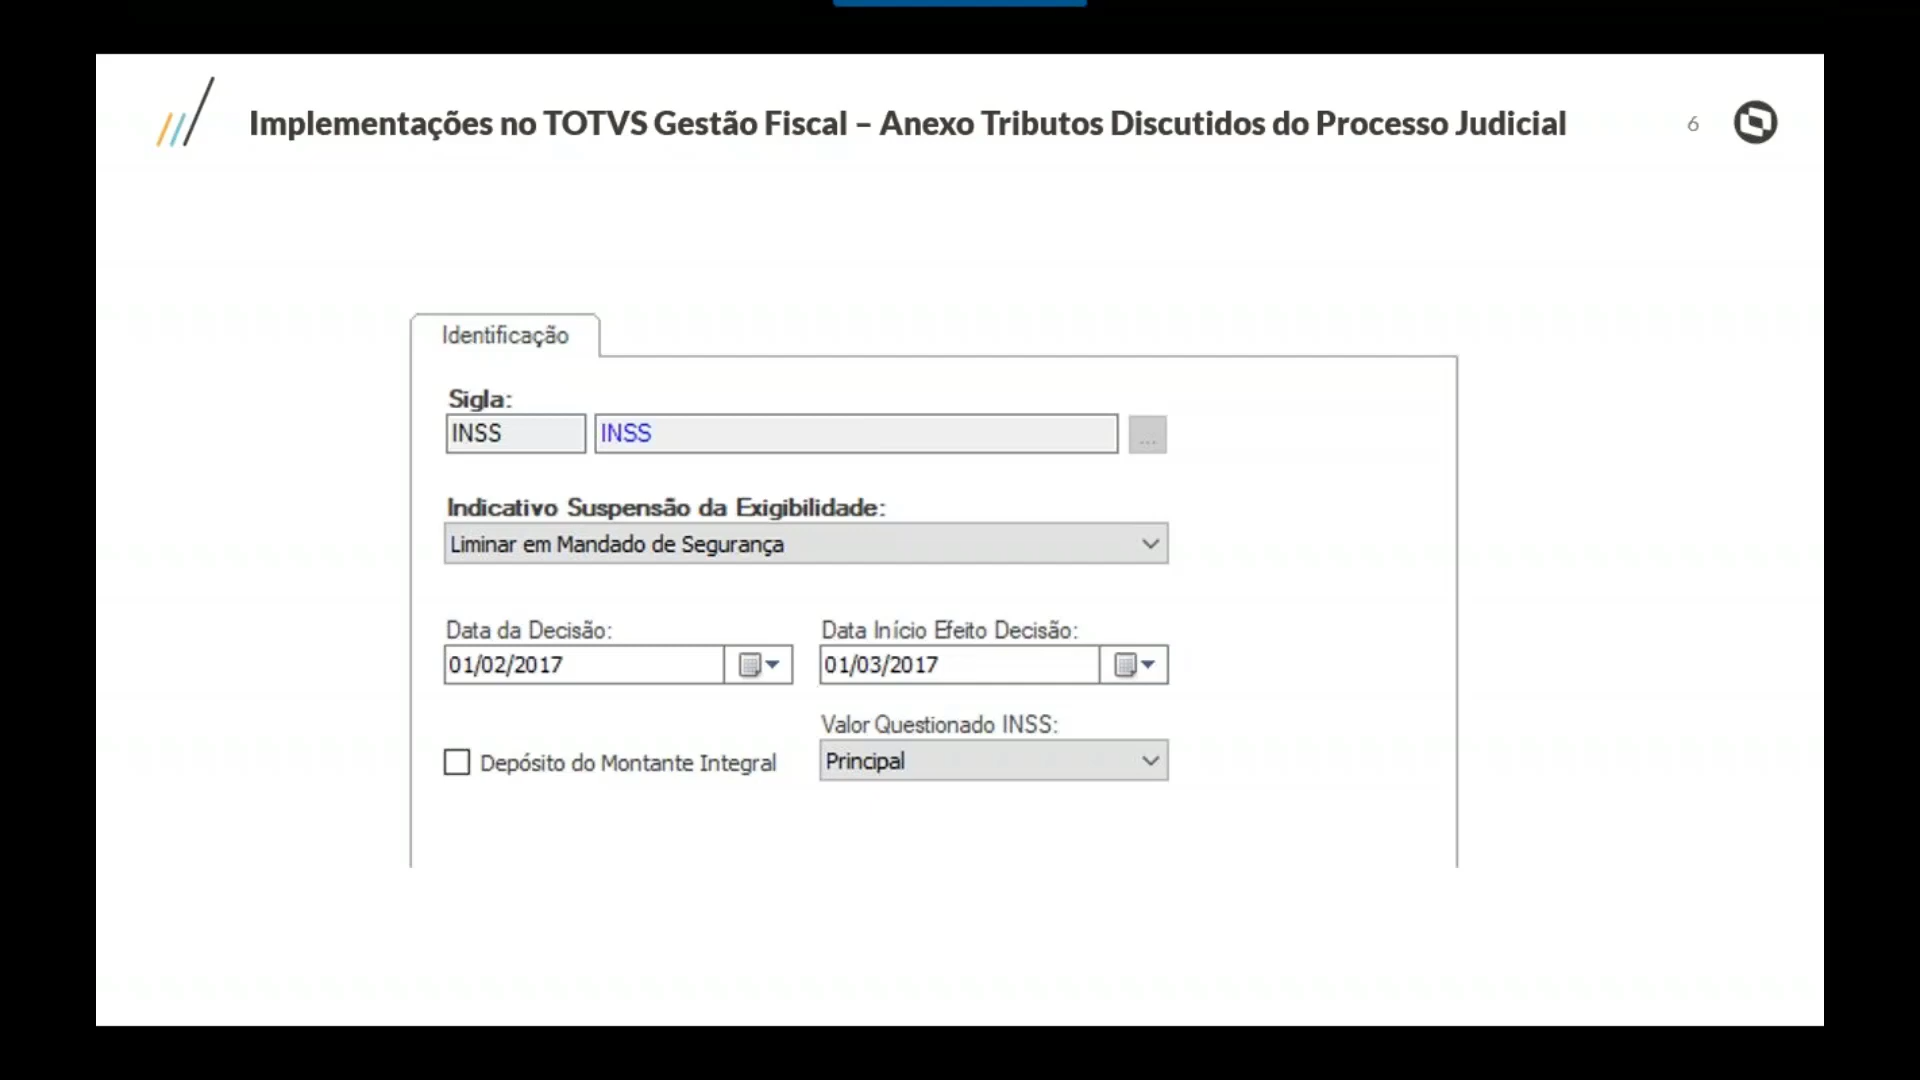 Implementações no TOTVS Gestão Fiscal – Anexo Tributos Discutidos do Processo Judicial
6
Identificação
Sigla:
INSS INSS ...
Indicativo Suspensão da Exigibilidade:
Liminar em Mandado de Segurança
Data da Decisão: Data Início Efeito Decisão:
01/02/2017 01/03/2017
Valor Questionado INSS:
Depósito do Montante Integral Principal